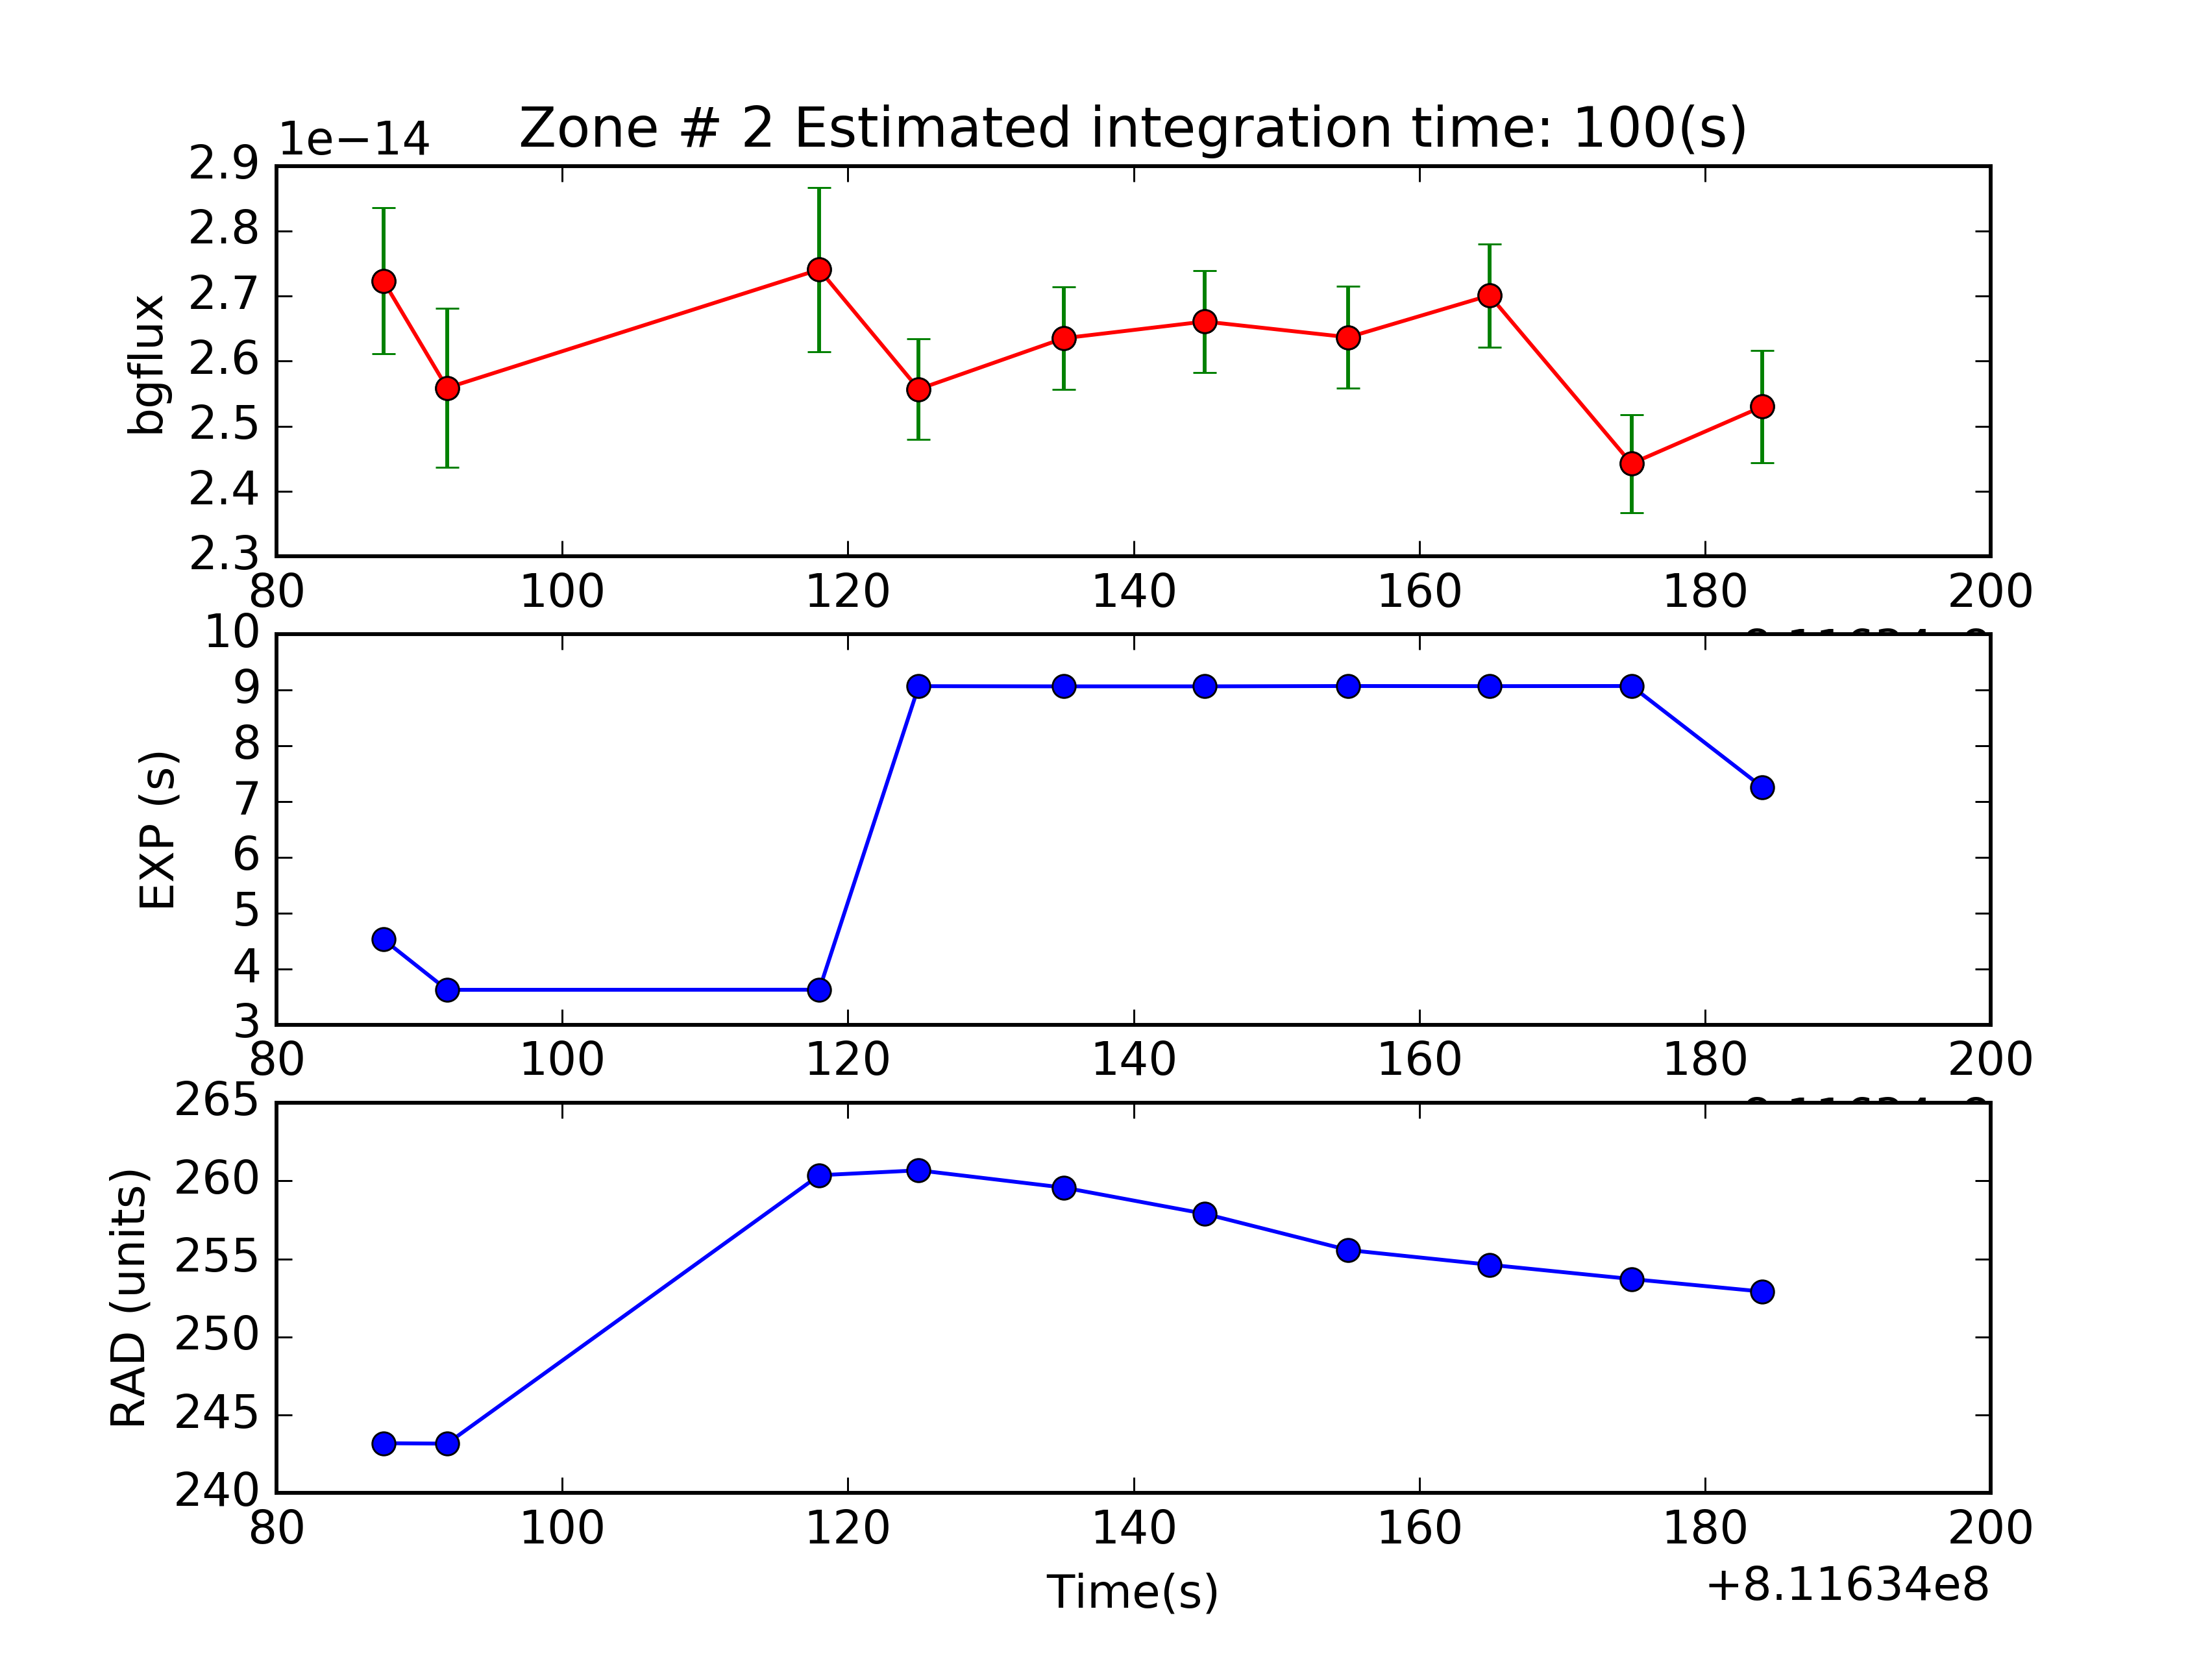 Zone # 2 Estimated integration time: 100(s)
1e−14
2.9
2.8
2.7
2.6
2.5
2.4
2.3
bgflux
80 100 120 140 160 180 200
10
9
8
7
6
5
4
3
EXP (s)
80 100 120 140 160 180 200
265
260
255
250
245
240
RAD (units)
80 100 120 140 160 180 200
Time(s)
+8.11634e8